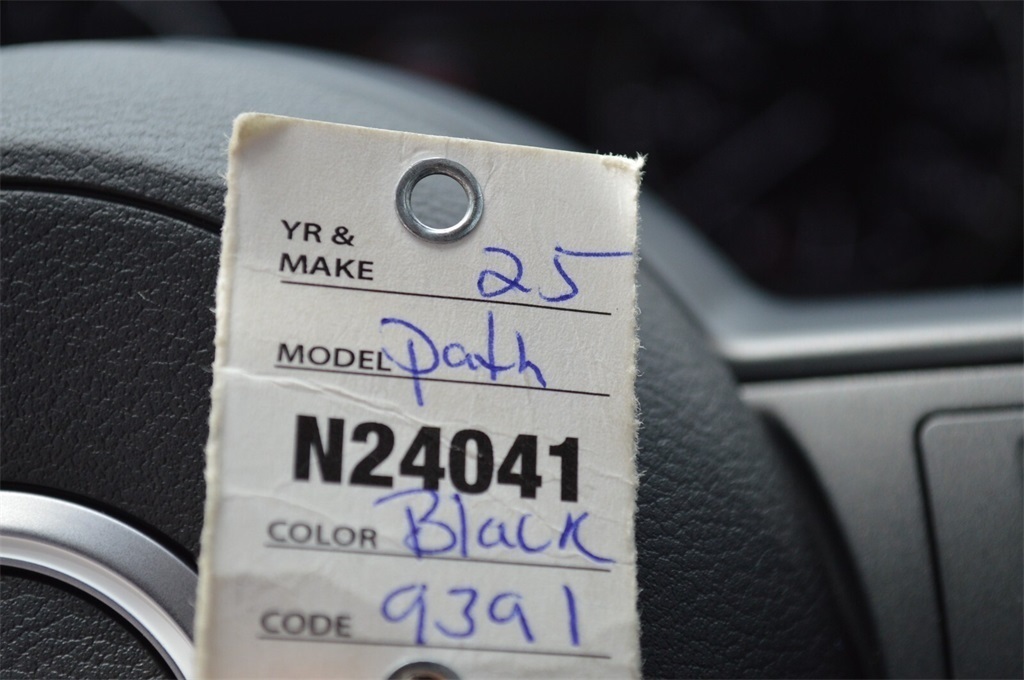 YR &
MAKE 25
MODEL Path
N24041
COLOR Black
CODE 9391